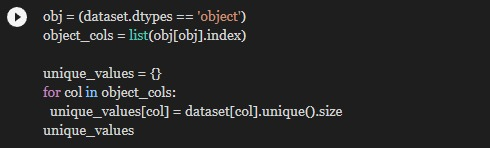 obj = (dataset.dtypes == 'object')
object_cols = list(obj[obj].index)
unique_values = {}
for col in object_cols:
  unique_values[col] = dataset[col].unique().size
unique_values